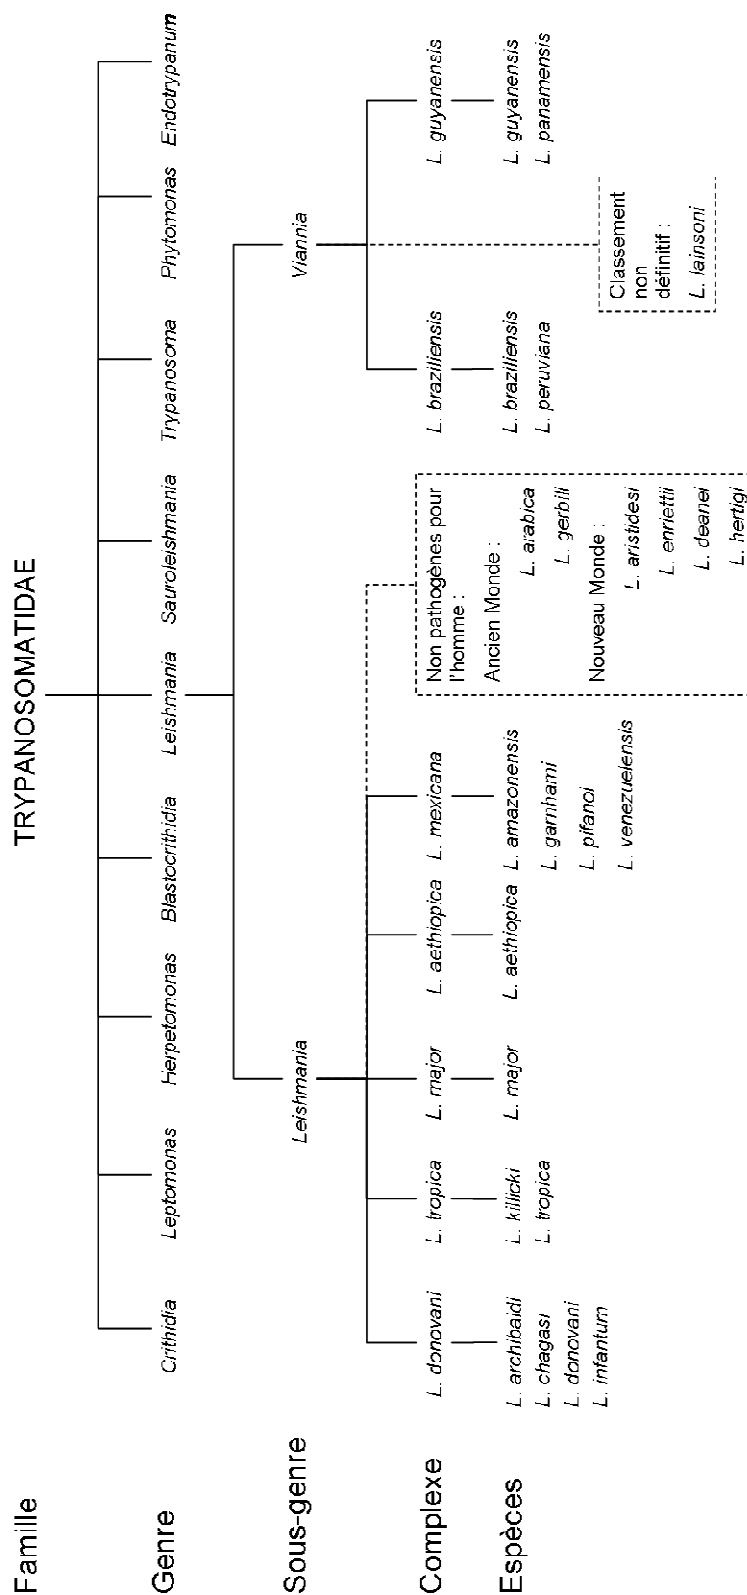 Famille
TRYPANOSOMATIDAE
Genre
Crithidia
Leptomonas
Herpetomonas
Blastocrithidia
Leishmania
Sauroleishmania
Trypanosoma
Phytomonas
Endotrypanum
Sous-genre
Leishmania
Viannia
Complexe
L. donovani
L. tropica
L. major
L. aethiopica
L. mexicana
L. braziliensis
L. guyanensis
Espèces
L. archibaldi
L. chagasi
L. donovani
L. infantum
L. killicki
L. tropica
L. major
L. aethiopica
L. amazonensis
L. garnhami
L. pifanoi
L. venezuelensis
Non pathogènes pour
l'homme :
Ancien Monde :
L. arabica
L. gerbilli
Nouveau Monde :
L. aristidesi
L. enriettii
L. deanei
L. hertigi
L. braziliensis
L. peruviana
Classement
non
définitif :
L. lainsoni
L. guyanensis
L. panamensis